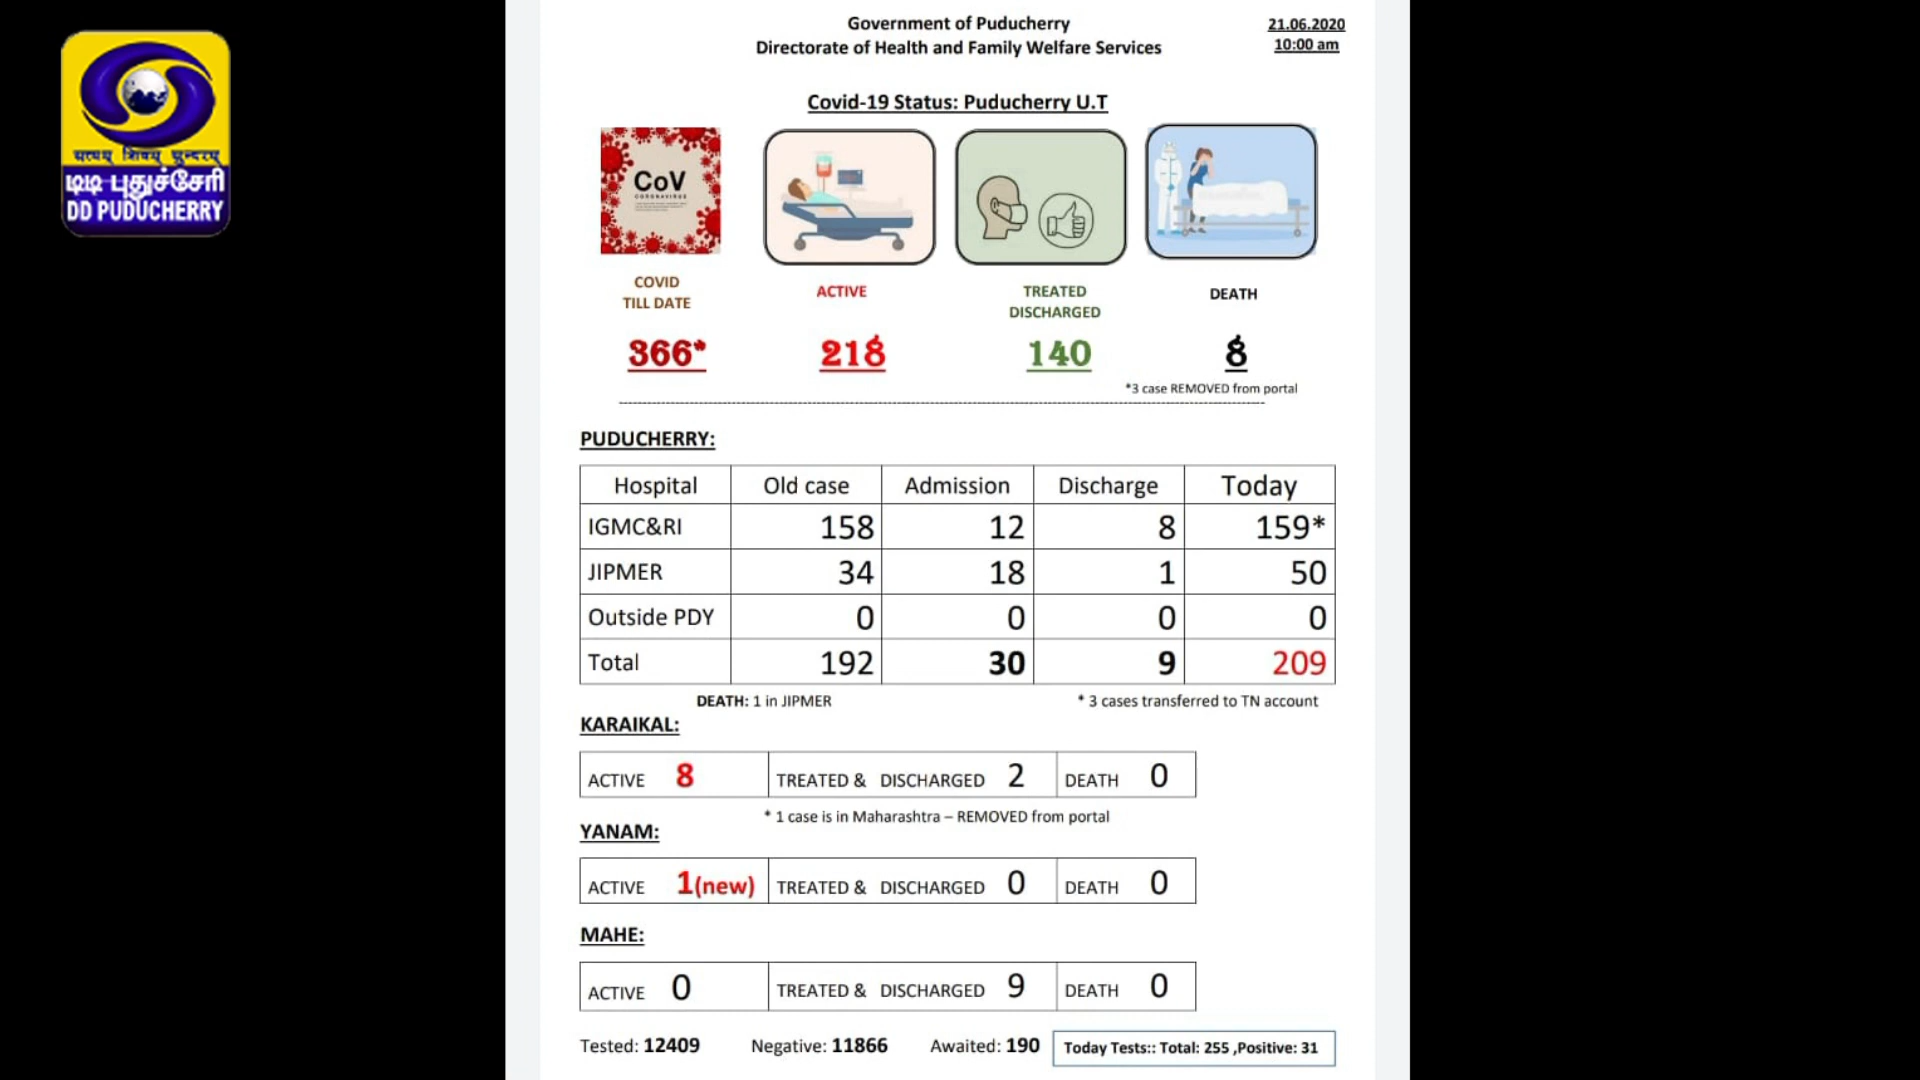 सत्यम् शिवम् सुन्दरम्
டிடி புதுச்சேரி
DD PUDUCHERRY
Government of Puducherry
Directorate of Health and Family Welfare Services
21.06.2020
10:00 am
Covid-19 Status: Puducherry U.T
CoV
CORONAVIRUS
COVID
TILL DATE
ACTIVE
TREATED
DISCHARGED
DEATH
366* 218 140 8
*3 case REMOVED from portal
PUDUCHERRY:
Hospital Old case Admission Discharge Today
IGMC&RI 158 12 8 159*
JIPMER 34 18 1 50
Outside PDY 0 0 0 0
Total 192 30 9 209
DEATH: 1 in JIPMER * 3 cases transferred to TN account
KARAIKAL:
ACTIVE 8 TREATED & DISCHARGED 2 DEATH 0
* 1 case is in Maharashtra – REMOVED from portal
YANAM:
ACTIVE 1(new) TREATED & DISCHARGED 0 DEATH 0
MAHE:
ACTIVE 0 TREATED & DISCHARGED 9 DEATH 0
Tested: 12409 Negative: 11866 Awaited: 190 Today Tests:: Total: 255 ,Positive: 31